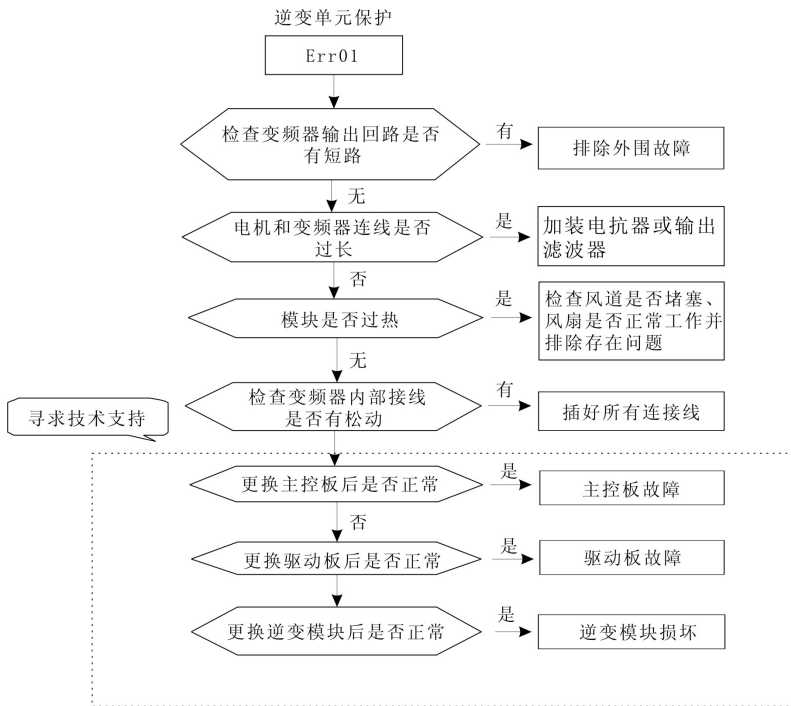 逆变单元保护
Err01
检查变频器输出回路是否
有短路
有
排除外围故障
无
电机和变频器连线是否
过长
是
加装电抗器或输出
滤波器
否
模块是否过热
是
检查风道是否堵塞、
风扇是否正常工作并
排除存在问题
无
检查变频器内部接线
是否有松动
有
插好所有连接线
寻求技术支持
更换主控板后是否正常
是
主控板故障
否
更换驱动板后是否正常
是
驱动板故障
更换逆变模块后是否正常
是
逆变模块损坏